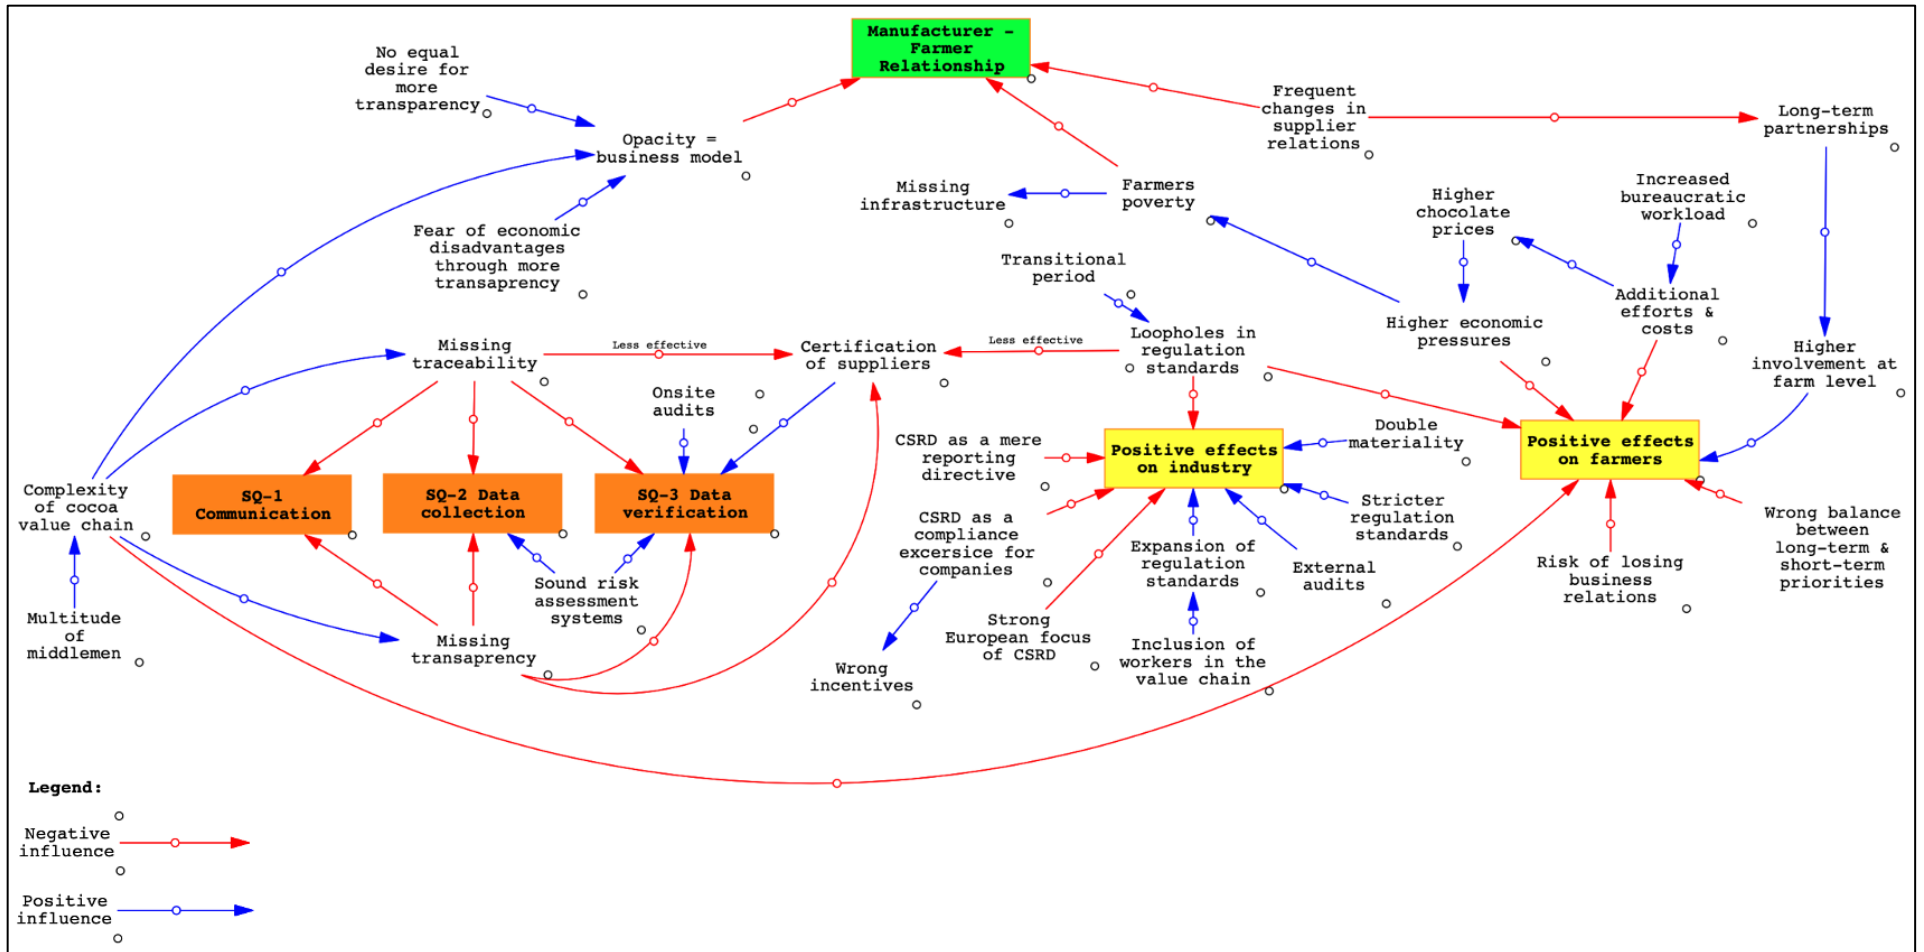 Manufacturer -
Farmer
Relationship
No equal
desire for
more
transparency
Frequent
changes in
supplier
relations
Long-term
partnerships
Opacity =
business model
Missing
infrastructure
Farmers
poverty
Higher
chocolate
prices
Increased
bureaucratic
workload
Fear of economic
disadvantages
through more
transaprency
Transitional
period
Additional
efforts &
costs
Higher economic
pressures
Missing
traceability
Less effective
Certification
of suppliers
Less effective
Loopholes in
regulation
standards
Higher
involvement at
farm level
Onsite
audits
CSRD as a mere
reporting
directive
Positive effects
on industry
Double
materiality
Positive effects
on farmers
Complexity
of cocoa
value chain
SQ-1
Communication
SQ-2 Data
collection
SQ-3 Data
verification
CSRD as a
compliance
excersice for
companies
Stricter
regulation
standards
Wrong balance
between
long-term &
short-term
priorities
Expansion of
regulation
standards
External
audits
Risk of losing
business
relations
Sound risk
assessment
systems
Multitude
of
middlemen
Missing
transaprency
Strong
European focus
of CSRD
Inclusion of
workers in the
value chain
Wrong
incentives
Legend:
Negative
influence
Positive
influence